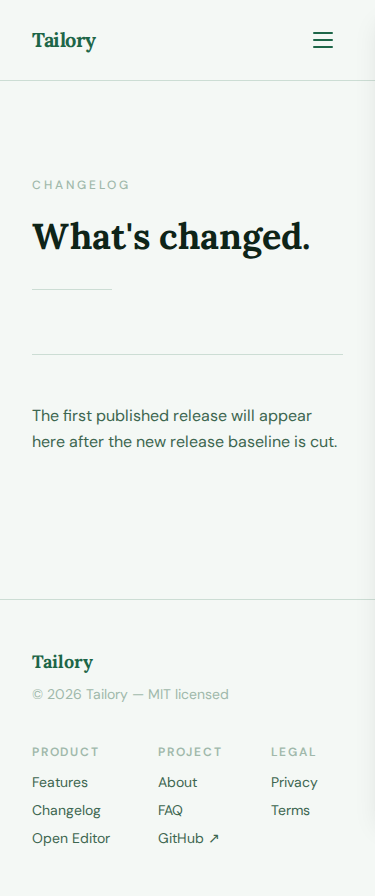 Tailory
CHANGELOG
What's changed.
The first published release will appear
here after the new release baseline is cut.
Tailory
© 2026 Tailory — MIT licensed
PRODUCT
Features
Changelog
Open Editor
PROJECT
About
FAQ
GitHub ↗
LEGAL
Privacy
Terms